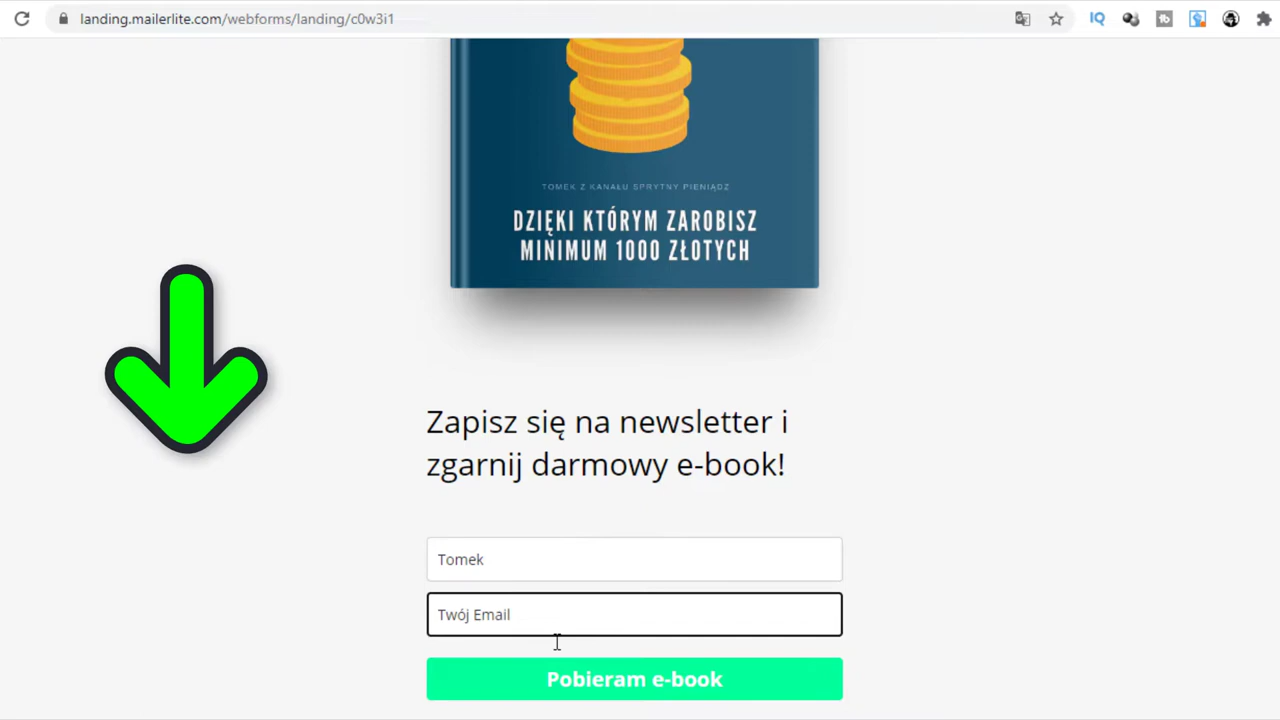 landing.mailerlite.com/webforms/landing/c0w3i1
IQ
TOMEK Z KANAŁU SPRYTNY PIENIĄDZ
DZIĘKI KTÓRYM ZAROBISZ
MINIMUM 1000 ZŁOTYCH
Zapisz się na newsletter i
zgarnij darmowy e-book!
Tomek
Twój Email
Pobieram e-book